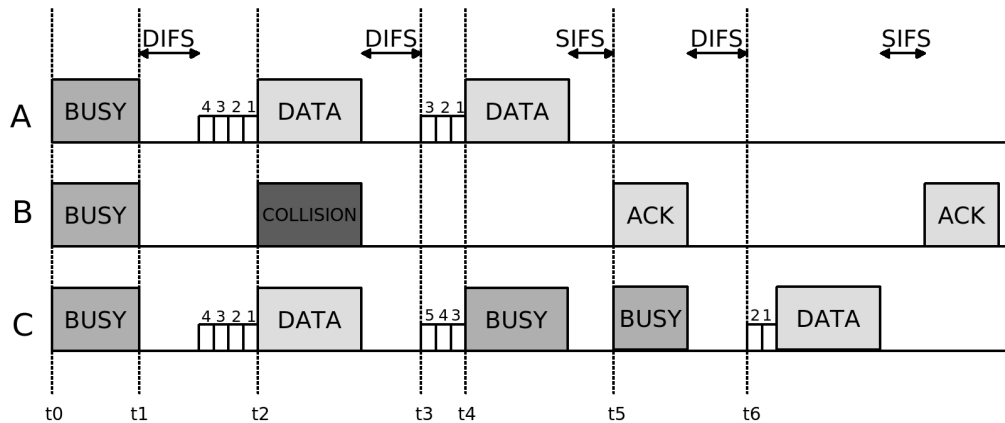 DIFS DIFS SIFS DIFS SIFS
4 3 2 1 3 2 1
A BUSY DATA DATA
B BUSY COLLISION ACK ACK
4 3 2 1 5 4 3 2 1
C BUSY DATA BUSY BUSY DATA
t0 t1 t2 t3 t4 t5 t6